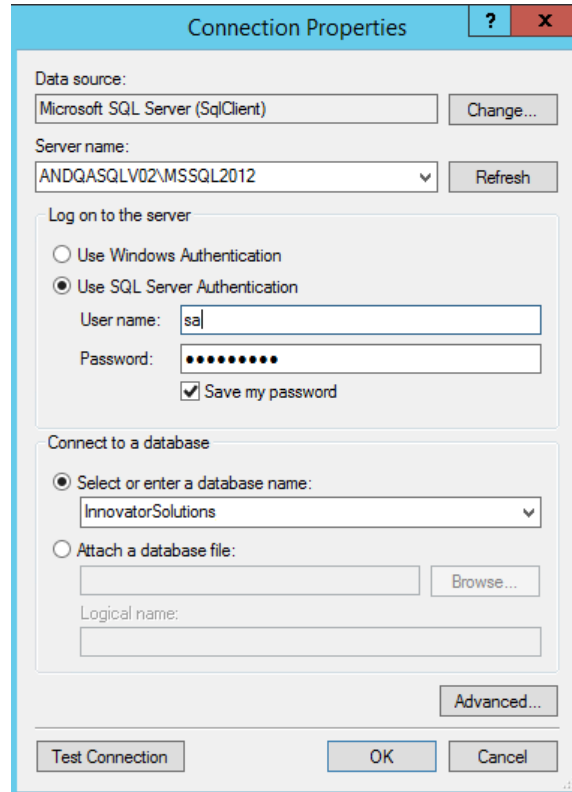 Connection Properties
?
x
Data source:
Microsoft SQL Server (SqlClient)
Change...
Server name:
ANDQASQLV02\MSSQL2012
Refresh
Log on to the server
Use Windows Authentication
Use SQL Server Authentication
User name:
sa
Password:
•••••••••
Save my password
Connect to a database
Select or enter a database name:
InnovatorSolutions
Attach a database file:
Browse...
Logical name:
Advanced...
Test Connection
OK
Cancel